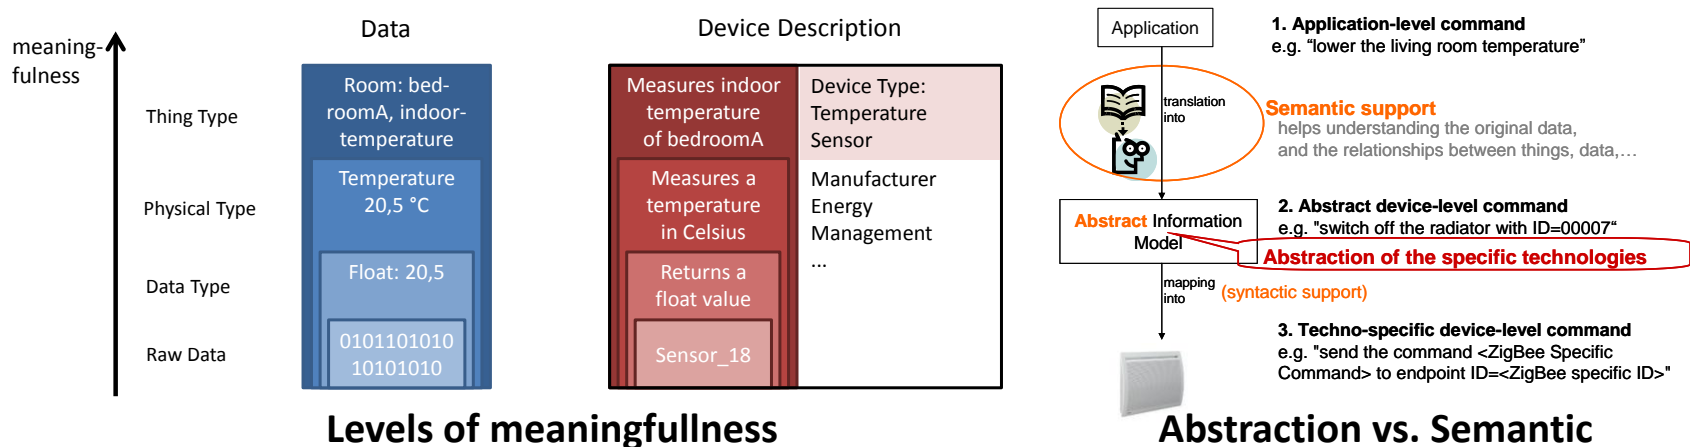 meaning-
fulness
Data
Device Description
Thing Type
Physical Type
Data Type
Raw Data
Room: bed-
roomA, indoor-
temperature
Temperature
20,5 °C
Float: 20,5
0101101010
10101010
Measures indoor
temperature
of bedroomA
Measures a
temperature
in Celsius
Returns a
float value
Sensor_18
Device Type:
Temperature
Sensor
Manufacturer
Energy
Management
...
Levels of meaningfullness
Application
1. Application-level command
e.g. “lower the living room temperature”
translation
into
Semantic support
helps understanding the original data,
and the relationships between things, data,…
Abstract Information
Model
2. Abstract device-level command
e.g. "switch off the radiator with ID=00007“
Abstraction of the specific technologies
mapping
into
(syntactic support)
3. Techno-specific device-level command
e.g. "send the command <ZigBee Specific
Command> to endpoint ID=<ZigBee specific ID>"
Abstraction vs. Semantic